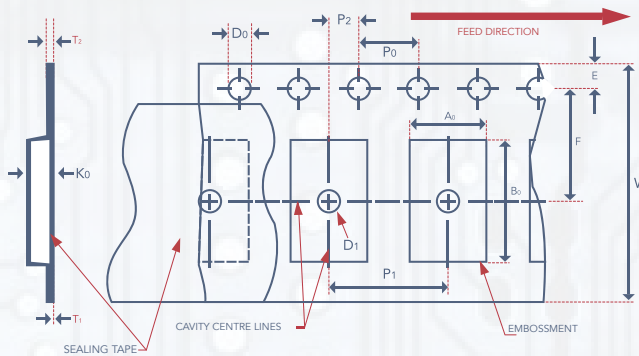 D₀
P₂
FEED DIRECTION
P₀
T₂
E
A₀
F
K₀
B₀
W
D₁
P₁
CAVITY CENTRE LINES
EMBOSSMENT
T₁
SEALING TAPE